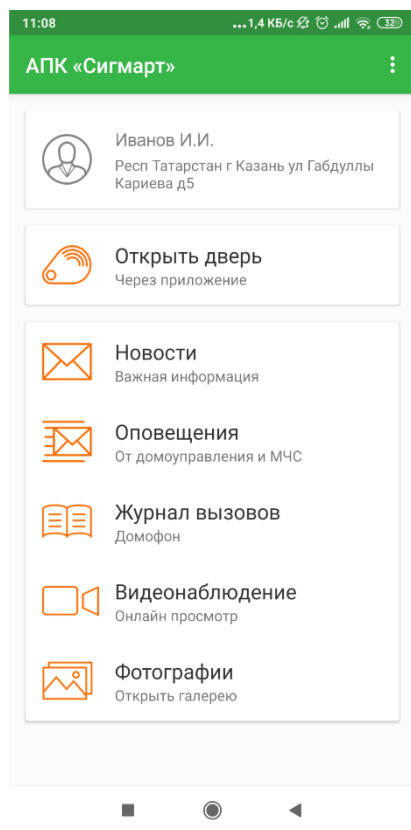 11:08 ...1,4 КБ/с 32
АПК «Сигмарт»
Иванов И.И.
Респ Татарстан г Казань ул Габдуллы
Кариева д5
Открыть дверь
Через приложение
Новости
Важная информация
Оповещения
От домоуправления и МЧС
Журнал вызовов
Домофон
Видеонаблюдение
Онлайн просмотр
Фотографии
Открыть галерею